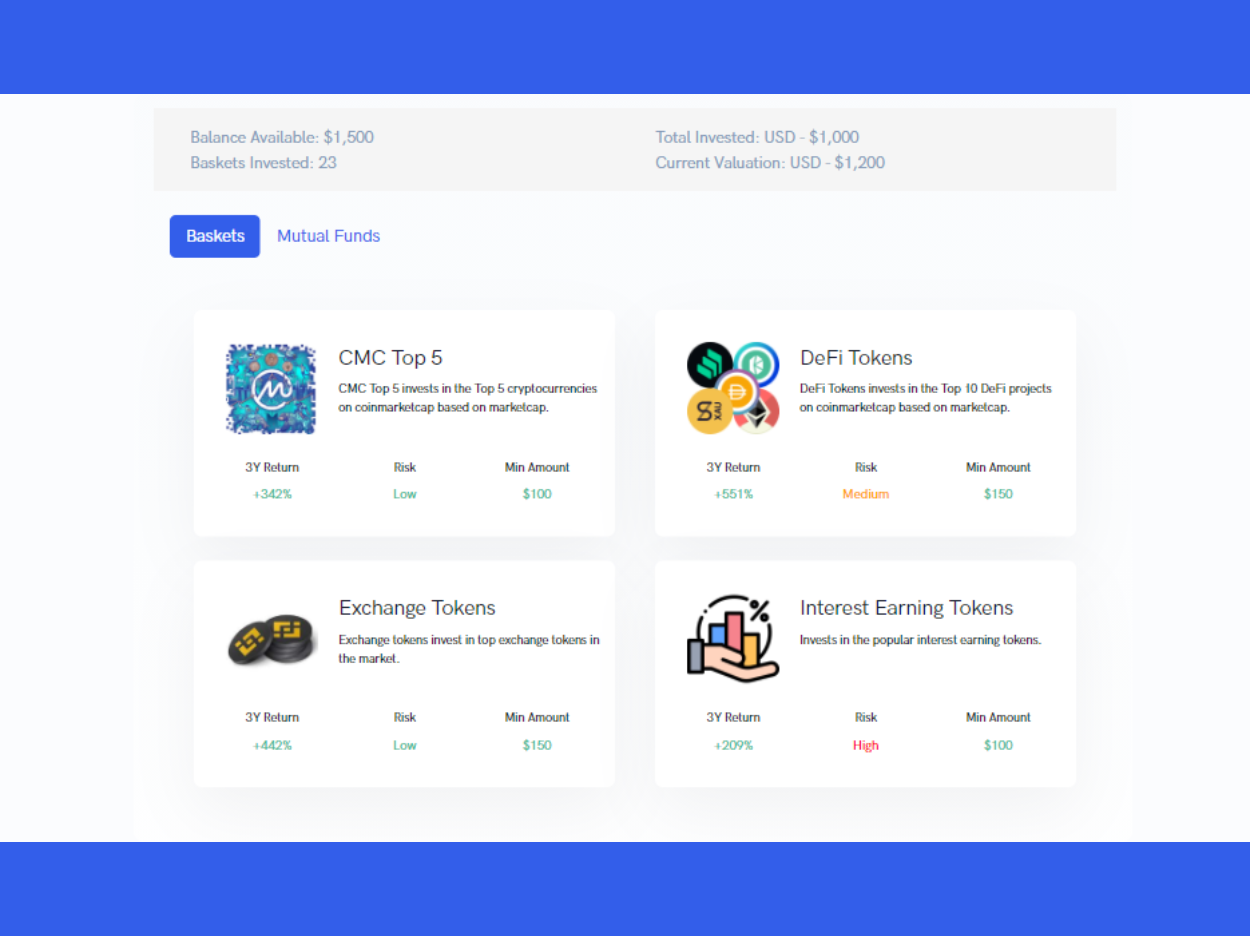 Balance Available: $1,500
Total Invested: USD - $1,000
Baskets Invested: 23
Current Valuation: USD - $1,200
Baskets
Mutual Funds
CMC Top 5
CMC Top 5 invests in the Top 5 cryptocurrencies
on coinmarketcap based on marketcap.
3Y Return
Risk
Min Amount
+342%
Low
$100
DeFi Tokens
DeFi Tokens invests in the Top 10 DeFi projects
on coinmarketcap based on marketcap.
S XAU
3Y Return
Risk
Min Amount
+551%
Medium
$150
Exchange Tokens
Exchange tokens invest in top exchange tokens in
the market.
3Y Return
Risk
Min Amount
+442%
Low
$150
%
Interest Earning Tokens
Invests in the popular interest earning tokens.
3Y Return
Risk
Min Amount
+209%
High
$100